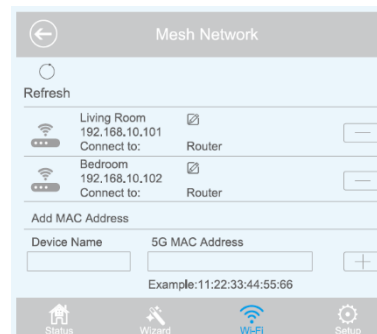 Mesh Network
Refresh
Living Room
192.168.10.101
Connect to: Router
Bedroom
192.168.10.102
Connect to: Router
Add MAC Address
Device Name 5G MAC Address
Example:11:22:33:44:55:66
Status Wizard Wi-Fi Setup